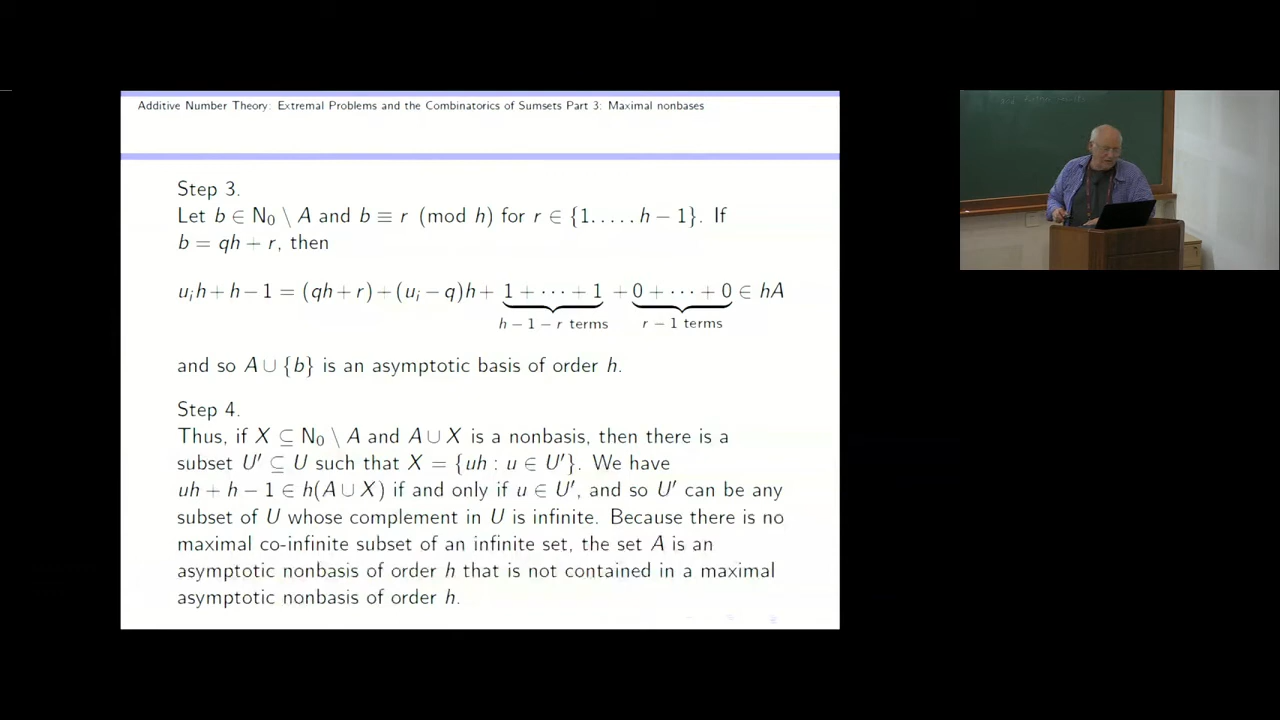 Additive Number Theory: Extremal Problems and the Combinatorics of Sumsets Part 3: Maximal nonbases
Step 3.
Let b ∈ N₀ \ A and b ≡ r (mod h) for r ∈ {1. . . . . h − 1}. If
b = qh + r, then
uᵢh + h − 1 = (qh + r) + (uᵢ − q)h + 1 + ⋯ + 1 + 0 + ⋯ + 0 ∈ hA
h − 1 − r terms r − 1 terms
and so A ∪ {b} is an asymptotic basis of order h.
Step 4.
Thus, if X ⊆ N₀ \ A and A ∪ X is a nonbasis, then there is a
subset U′ ⊆ U such that X = {uh : u ∈ U′}. We have
uh + h − 1 ∈ h(A ∪ X) if and only if u ∈ U′, and so U′ can be any
subset of U whose complement in U is infinite. Because there is no
maximal co-infinite subset of an infinite set, the set A is an
asymptotic nonbasis of order h that is not contained in a maximal
asymptotic nonbasis of order h.